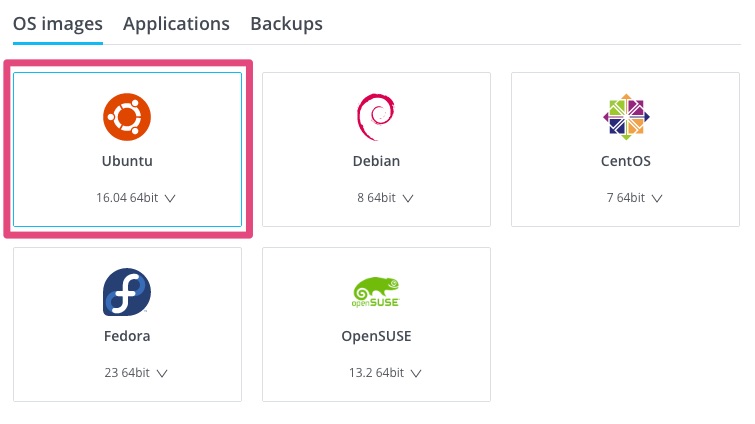 OS images Applications Backups
Ubuntu
16.04 64bit
Debian
8 64bit
CentOS
7 64bit
Fedora
23 64bit
openSUSE
OpenSUSE
13.2 64bit